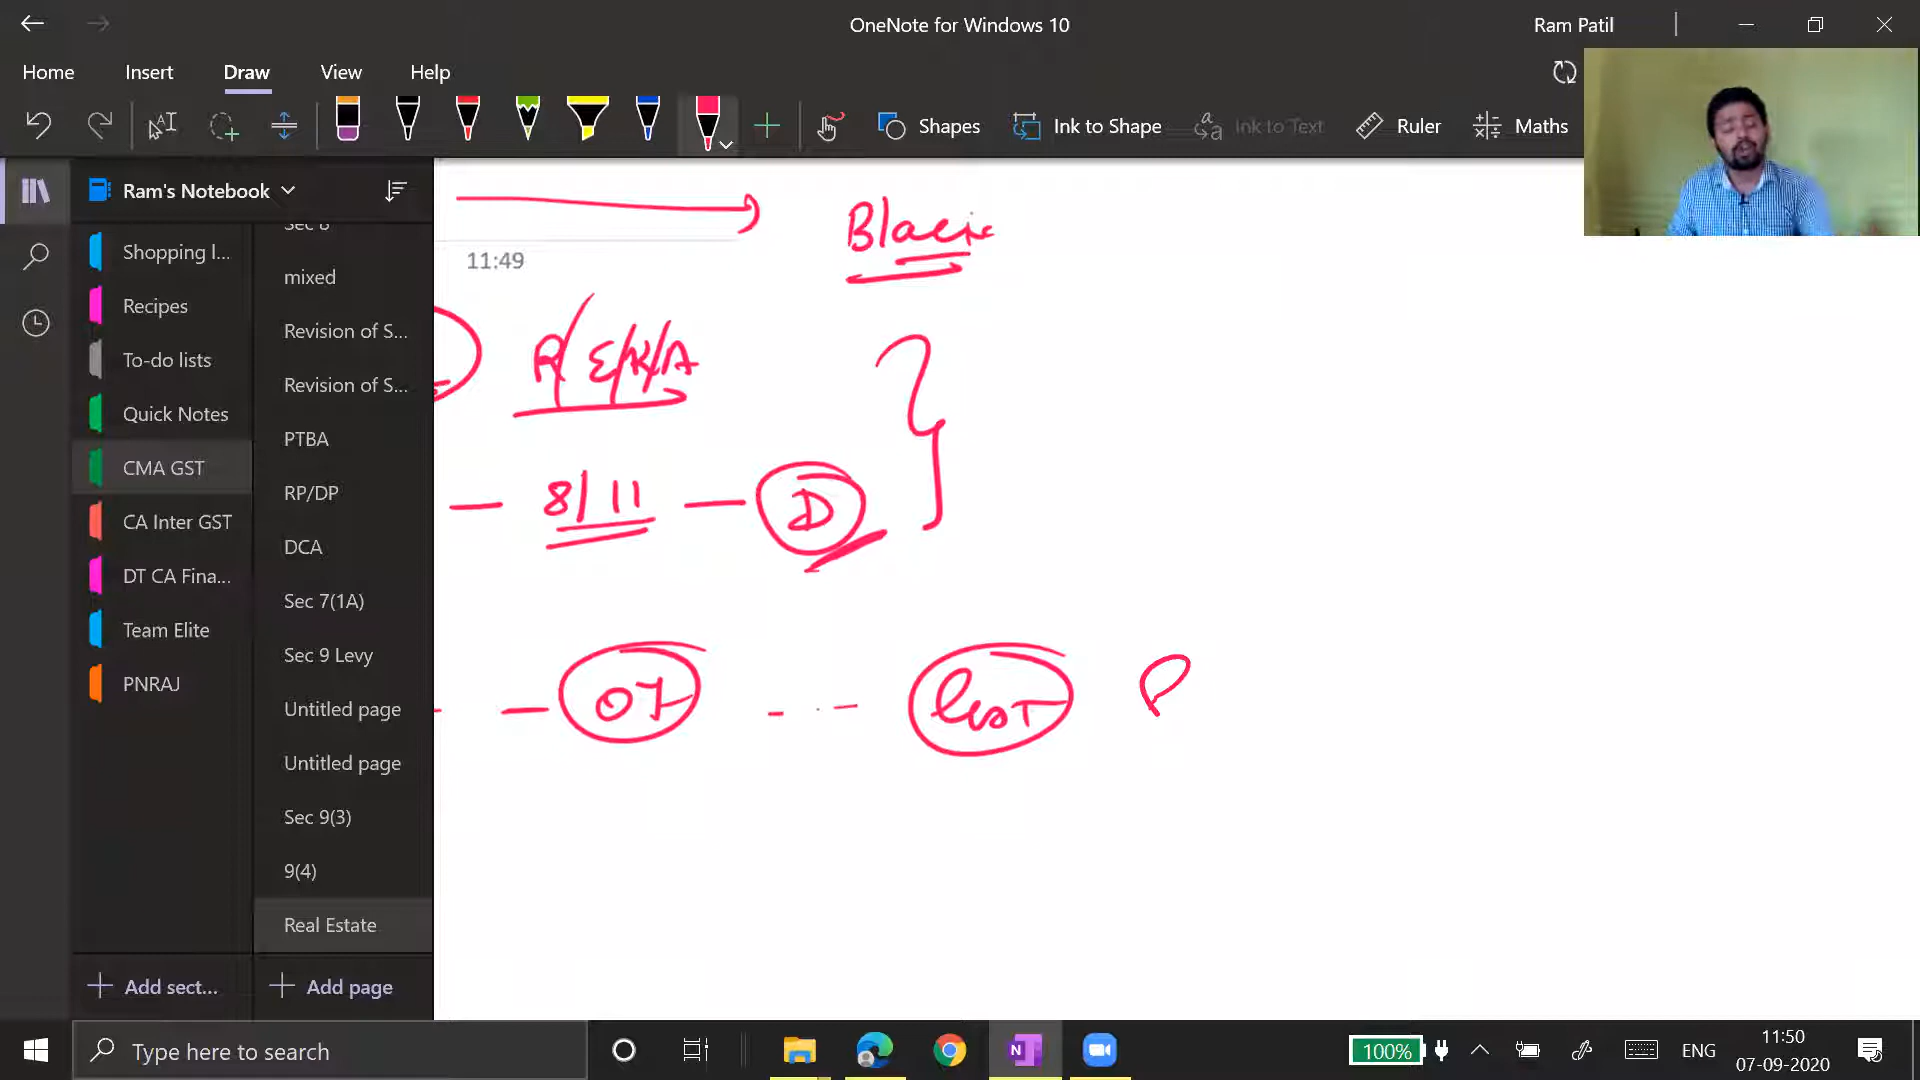 OneNote for Windows 10
Ram Patil
Home
Insert
Draw
View
Help
Shapes
Ink to Shape
Ink to Text
Ruler
Maths
Ram's Notebook
Shopping l...
Recipes
To-do lists
Quick Notes
CMA GST
CA Inter GST
DT CA Fina...
Team Elite
PNRAJ
Add sect...
Sec 8
mixed
Revision of S...
Revision of S...
PTBA
RP/DP
DCA
Sec 7(1A)
Sec 9 Levy
Untitled page
Untitled page
Sec 9(3)
9(4)
Real Estate
Add page
11:49
8/11
D
07
P
Type here to search
100%
ENG
11:50
07-09-2020